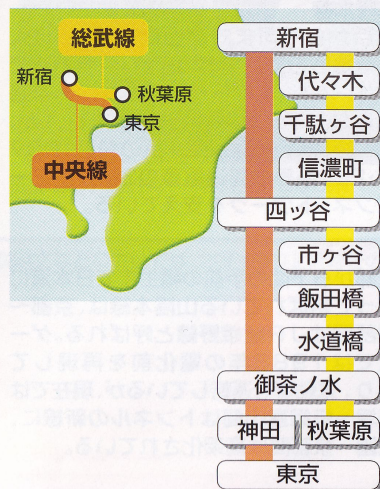 総武線
新宿
秋葉原
東京
中央線
新宿
代々木
千駄ヶ谷
信濃町
四ッ谷
市ヶ谷
飯田橋
水道橋
御茶ノ水
神田 秋葉原
東京